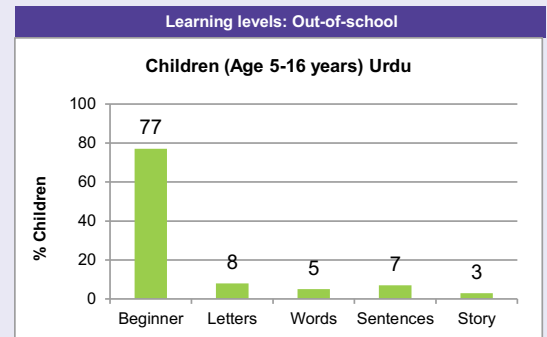 Learning levels: Out-of-school
Children (Age 5-16 years) Urdu
% Children
100
80
60
40
20
0
77
8
5
7
3
Beginner Letters Words Sentences Story